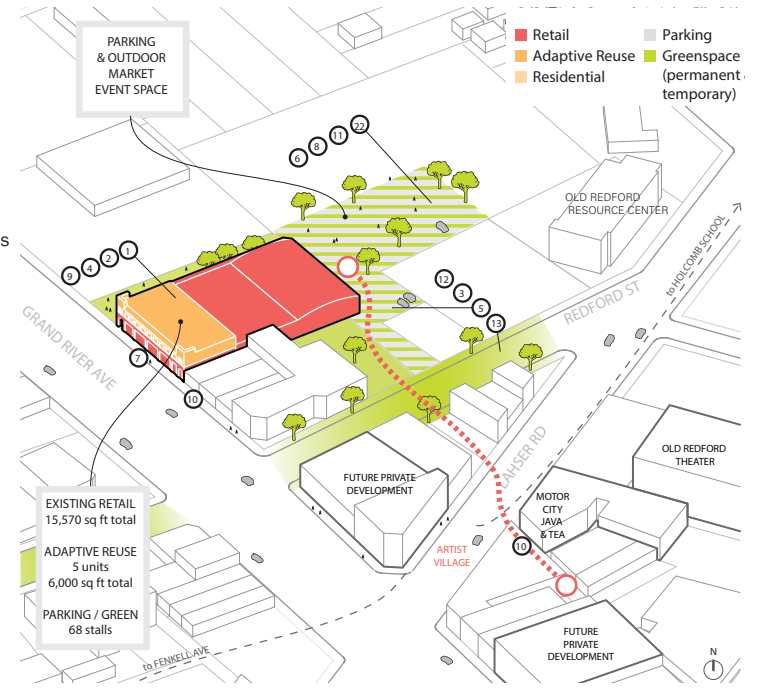 PARKING
& OUTDOOR
MARKET
EVENT SPACE
Retail
Adaptive Reuse
Residential
Parking
Greenspace
(permanent
temporary)
22
11
8
6
OLD REDFORD
RESOURCE CENTER
to HOLCOMB SCHOOL
s
1
2
4
9
12
3
5
13
REDFORD ST
GRAND RIVER AVE
7
10
LAHSER RD
OLD REDFORD
THEATER
FUTURE PRIVATE
DEVELOPMENT
MOTOR
CITY
JAVA
& TEA
EXISTING RETAIL
15,570 sq ft total
ADAPTIVE REUSE
5 units
6,000 sq ft total
PARKING / GREEN
68 stalls
10
ARTIST
VILLAGE
FUTURE
PRIVATE
DEVELOPMENT
to FENKELL AVE
N